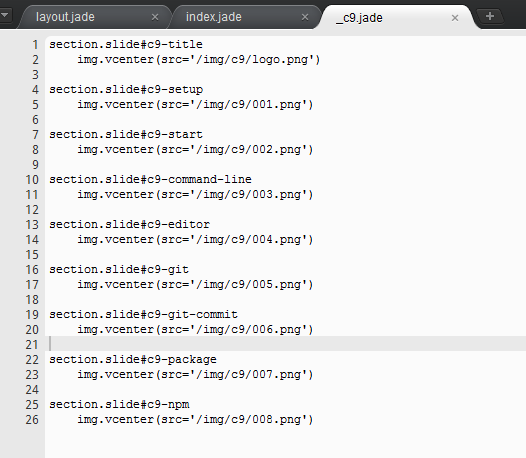 layout.jade × index.jade × _c9.jade × +
1 section.slide#c9-title
2 img.vcenter(src='/img/c9/logo.png')
3
4 section.slide#c9-setup
5 img.vcenter(src='/img/c9/001.png')
6
7 section.slide#c9-start
8 img.vcenter(src='/img/c9/002.png')
9
10 section.slide#c9-command-line
11 img.vcenter(src='/img/c9/003.png')
12
13 section.slide#c9-editor
14 img.vcenter(src='/img/c9/004.png')
15
16 section.slide#c9-git
17 img.vcenter(src='/img/c9/005.png')
18
19 section.slide#c9-git-commit
20 img.vcenter(src='/img/c9/006.png')
21
22 section.slide#c9-package
23 img.vcenter(src='/img/c9/007.png')
24
25 section.slide#c9-npm
26 img.vcenter(src='/img/c9/008.png')